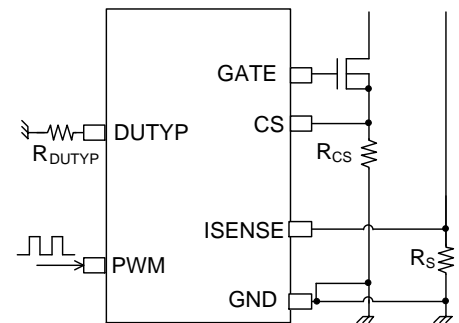 GATE
CS
DUTYP
R_DUTYP
R_CS
ISENSE
R_S
PWM
GND